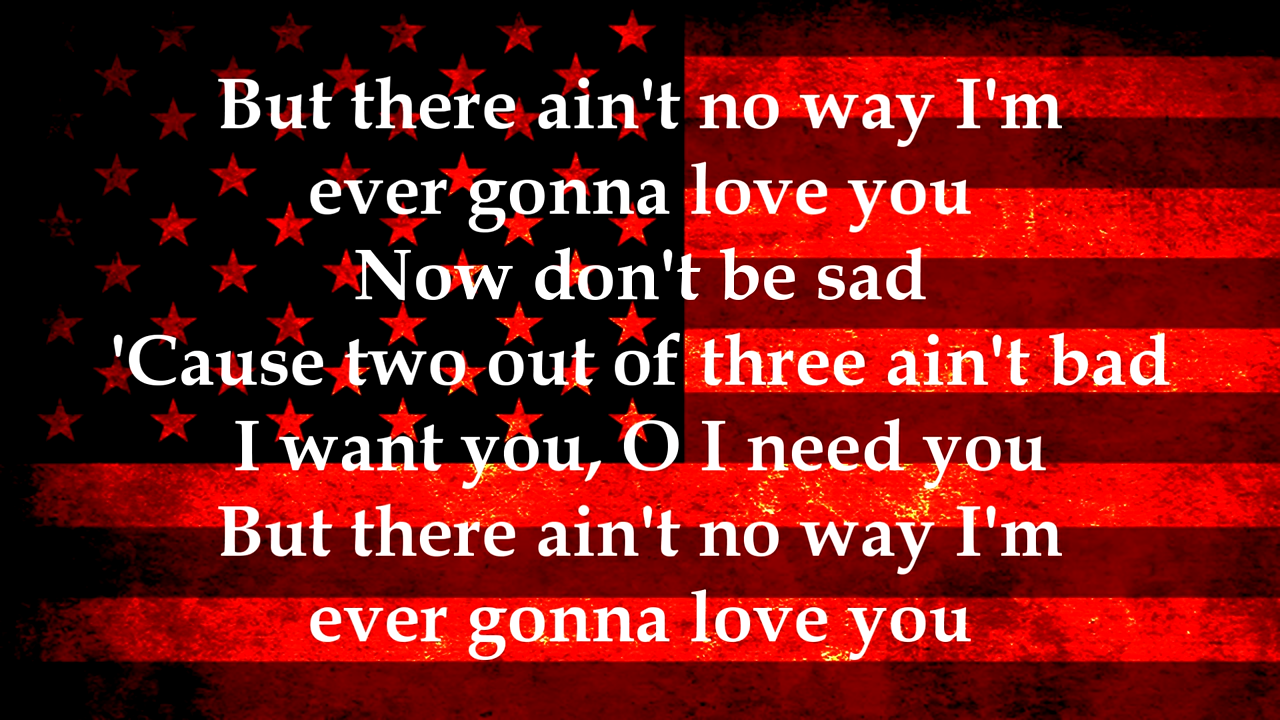 But there ain't no way I'm
ever gonna love you
Now don't be sad
'Cause two out of three ain't bad
I want you, O I need you
But there ain't no way I'm
ever gonna love you